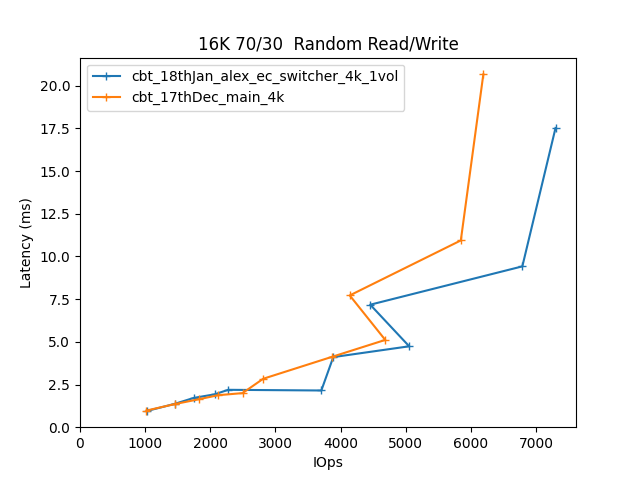 16K 70/30  Random Read/Write
cbt_18thJan_alex_ec_switcher_4k_1vol
cbt_17thDec_main_4k
Latency (ms)
20.0
17.5
15.0
12.5
10.0
7.5
5.0
2.5
0.0
0 1000 2000 3000 4000 5000 6000 7000
IOps